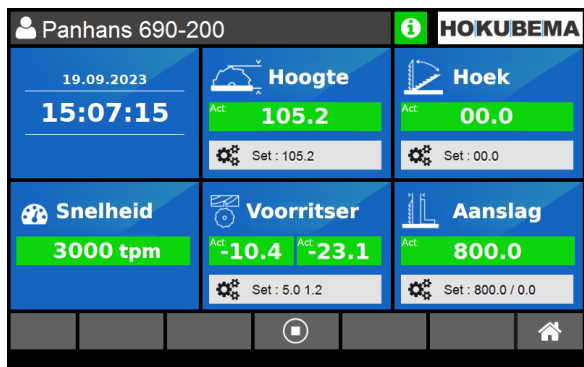 Panhans 690-200
i HOKUBEMA
19.09.2023
15:07:15
Hoogte
Act: 105.2
Set : 105.2
Hoek
Act: 00.0
Set : 00.0
Snelheid
3000 tpm
Voorritser
Act: -10.4 Act: -23.1
Set : 5.0 1.2
Aanslag
Act: 800.0
Set : 800.0 / 0.0